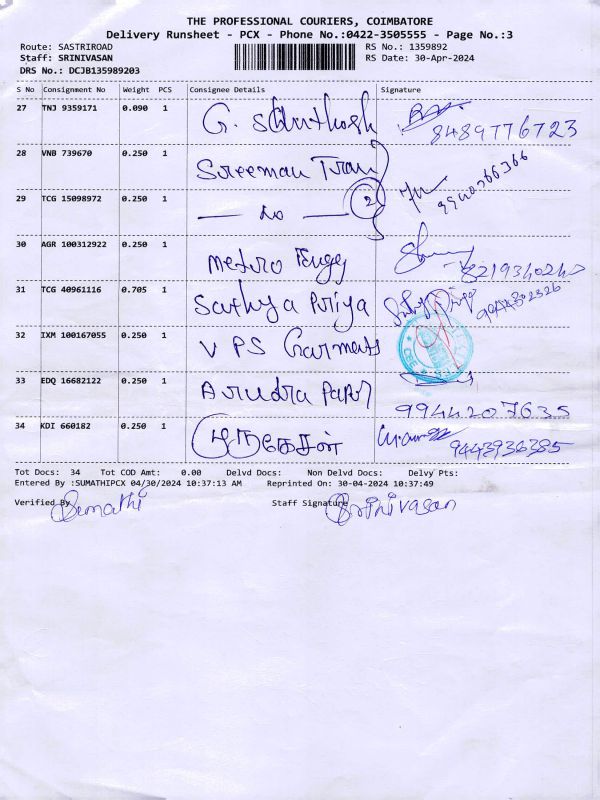 THE PROFESSIONAL COURIERS, COIMBATORE
Delivery Runsheet - PCX - Phone No.:0422-3505555 - Page No.:3
Route: SASTRIROAD RS No.: 1359892
Staff: SRINIVASAN RS Date: 30-Apr-2024
DRS No.: DCJB135989203
S No Consignment No Weight PCS Consignee Details Signature
27 TNJ 9359171 0.090 1 G. Santhosh 8489776723
28 VNB 739670 0.250 1 Sreeman Tran
29 TCG 15098972 0.250 1 — do — 2 9940766366
30 AGR 100312922 0.250 1 Metro 8219340240
31 TCG 40961116 0.705 1 Sathya Priya
32 IXM 100167055 0.250 1 V P S Garments
33 EDQ 16682122 0.250 1 Arudra 9944207635
34 KDI 660182 0.250 1 முருகேசன் 9443936385
Tot Docs: 34 Tot COD Amt: 0.00 Delvd Docs: Non Delvd Docs: Delvy Pts:
Entered By :SUMATHIPCX 04/30/2024 10:37:13 AM Reprinted On: 30-04-2024 10:37:49
Verified By Sumathi Staff Signature Srinivasan